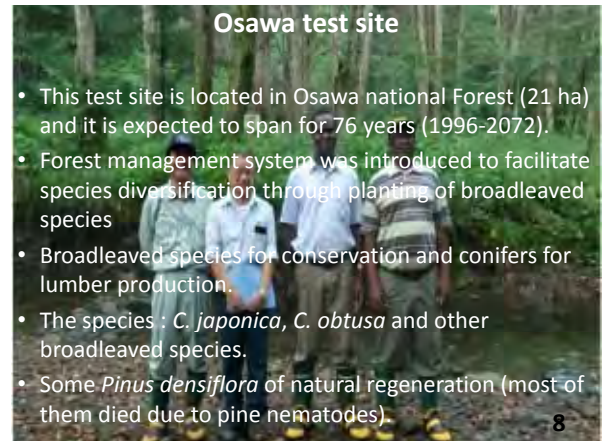 Osawa test site
• This test site is located in Osawa national Forest (21 ha)
and it is expected to span for 76 years (1996-2072).
• Forest management system was introduced to facilitate
species diversification through planting of broadleaved
species
• Broadleaved species for conservation and conifers for
lumber production.
• The species : C. japonica, C. obtusa and other
broadleaved species.
• Some Pinus densiflora of natural regeneration (most of
them died due to pine nematodes).
8